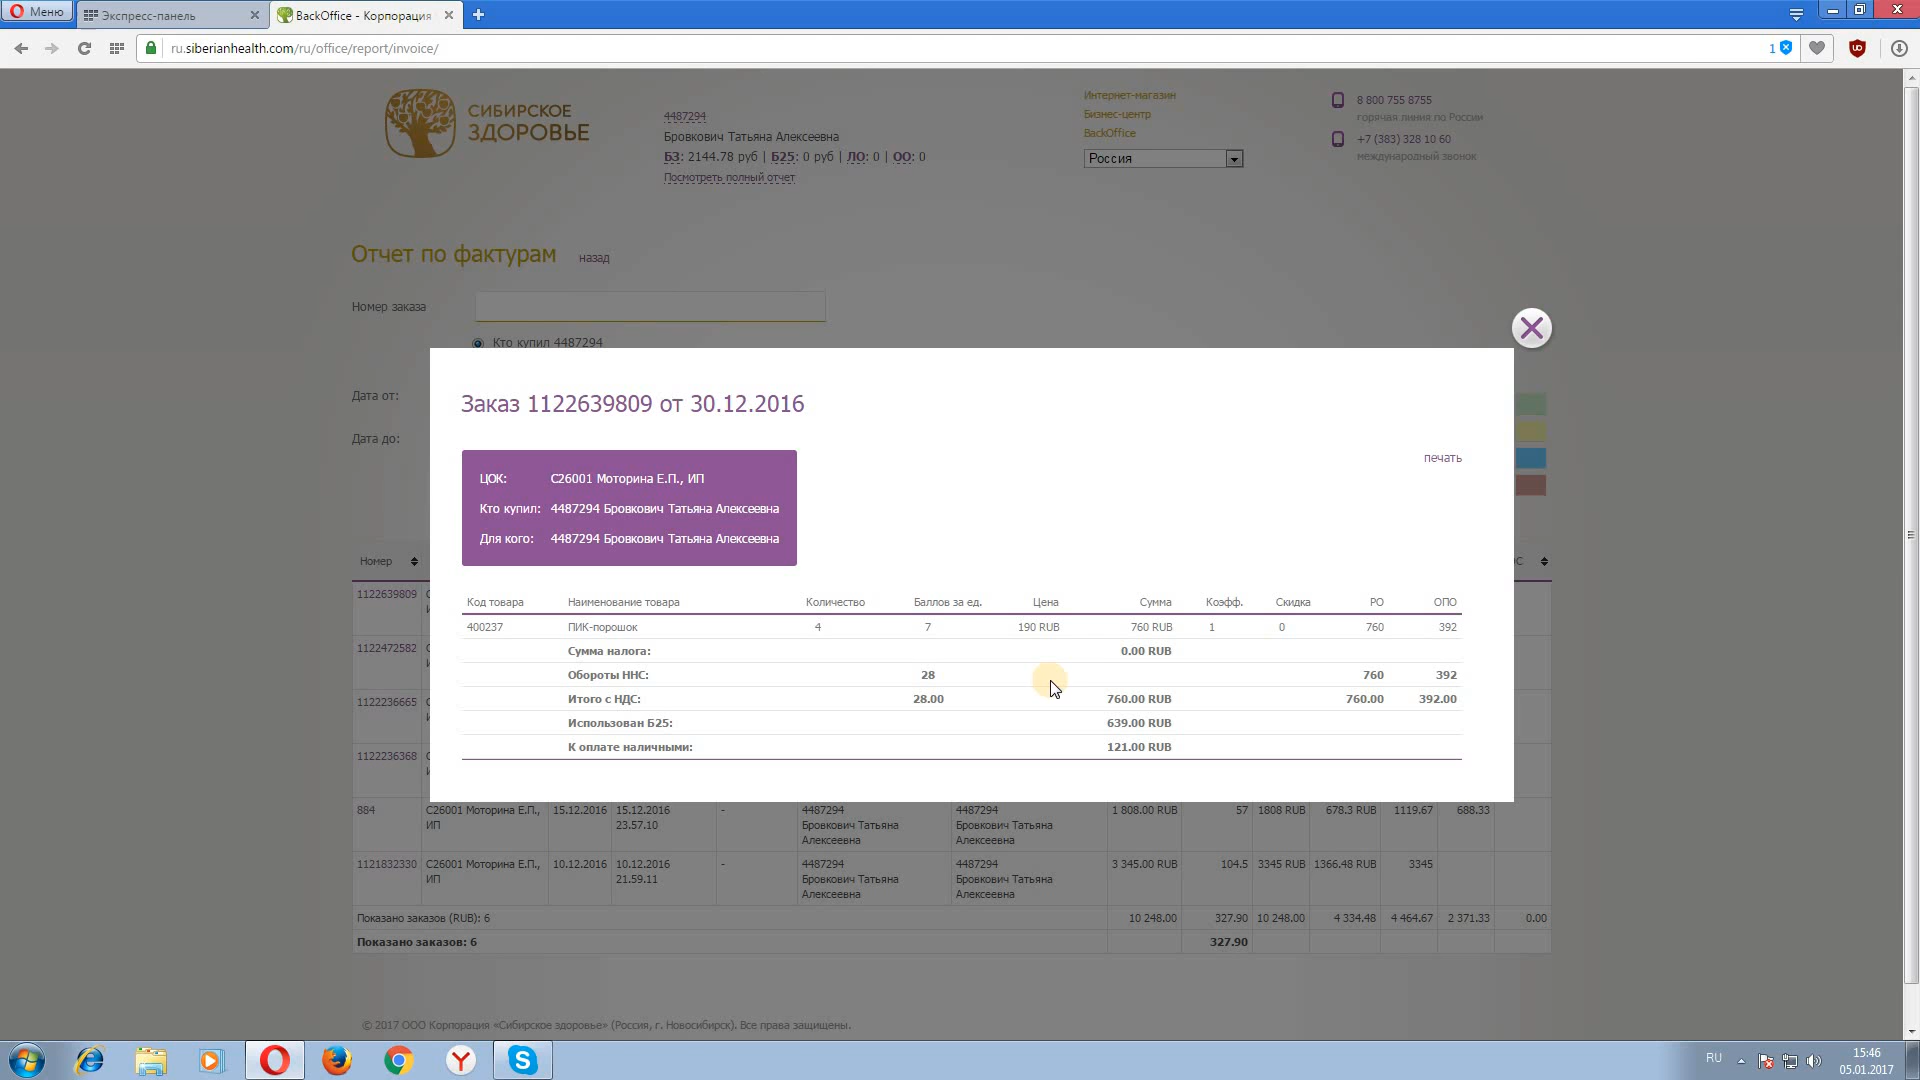 Меню
Экспресс-панель
BackOffice - Корпорация
ru.siberianhealth.com/ru/office/report/invoice/
1
СИБИРСКОЕ
ЗДОРОВЬЕ
4487294
Бровкович Татьяна Алексеевна
БЗ: 2144.78 руб | Б25: 0 руб | ЛО: 0 | ОО: 0
Посмотреть полный отчет
Интернет-магазин
Бизнес-центр
BackOffice
Россия
8 800 755 8755
горячая линия по России
+7 (383) 328 10 60
международный звонок
Отчет по фактурам назад
Номер заказа
Кто купил 4487294
Дата от:
Дата до:
Заказ 1122639809 от 30.12.2016
печать
ЦОК: С26001 Моторина Е.П., ИП
Кто купил: 4487294 Бровкович Татьяна Алексеевна
Для кого: 4487294 Бровкович Татьяна Алексеевна
Код товара Наименование товара Количество Баллов за ед. Цена Сумма Коэфф. Скидка РО ОПО
400237 ПИК-порошок 4 7 190 RUB 760 RUB 1 0 760 392
Сумма налога: 0.00 RUB
Обороты ННС: 28 760 392
Итого с НДС: 28.00 760.00 RUB 760.00 392.00
Использован Б25: 639.00 RUB
К оплате наличными: 121.00 RUB
Номер
1122639809
1122472582
1122236665
1122236368
884 С26001 Моторина Е.П., ИП 15.12.2016 15.12.2016 23.57.10 - 4487294 Бровкович Татьяна Алексеевна 4487294 Бровкович Татьяна Алексеевна 1 808.00 RUB 57 1808 RUB 678.3 RUB 1119.67 688.33
1121832330 С26001 Моторина Е.П., ИП 10.12.2016 10.12.2016 21.59.11 - 4487294 Бровкович Татьяна Алексеевна 4487294 Бровкович Татьяна Алексеевна 3 345.00 RUB 104.5 3345 RUB 1366.48 RUB 3345
Показано заказов (RUB): 6 10 248.00 327.90 10 248.00 4 334.48 4 464.67 2 371.33 0.00
Показано заказов: 6 327.90
© 2017 ООО Корпорация «Сибирское здоровье» (Россия, г. Новосибирск). Все права защищены.
RU
15:46
05.01.2017